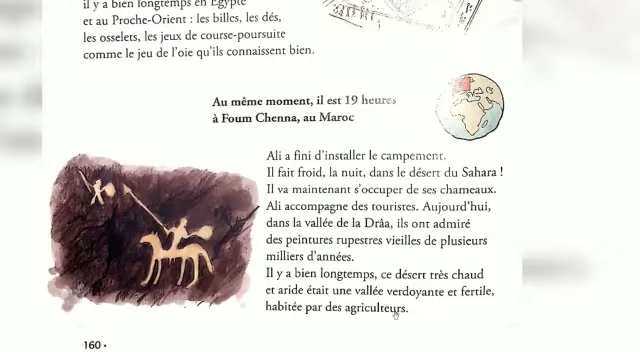 il y a bien longtemps en Égypte
et au Proche-Orient : les billes, les dés,
les osselets, les jeux de course-poursuite
comme le jeu de l'oie qu'ils connaissent bien.
Au même moment, il est 19 heures
à Foum Chenna, au Maroc
Ali a fini d'installer le campement.
Il fait froid, la nuit, dans le désert du Sahara !
Il va maintenant s'occuper de ses chameaux.
Ali accompagne des touristes. Aujourd'hui,
dans la vallée de la Drâa, ils ont admiré
des peintures rupestres vieilles de plusieurs
milliers d'années.
Il y a bien longtemps, ce désert très chaud
et aride était une vallée verdoyante et fertile,
habitée par des agriculteurs.
160 •